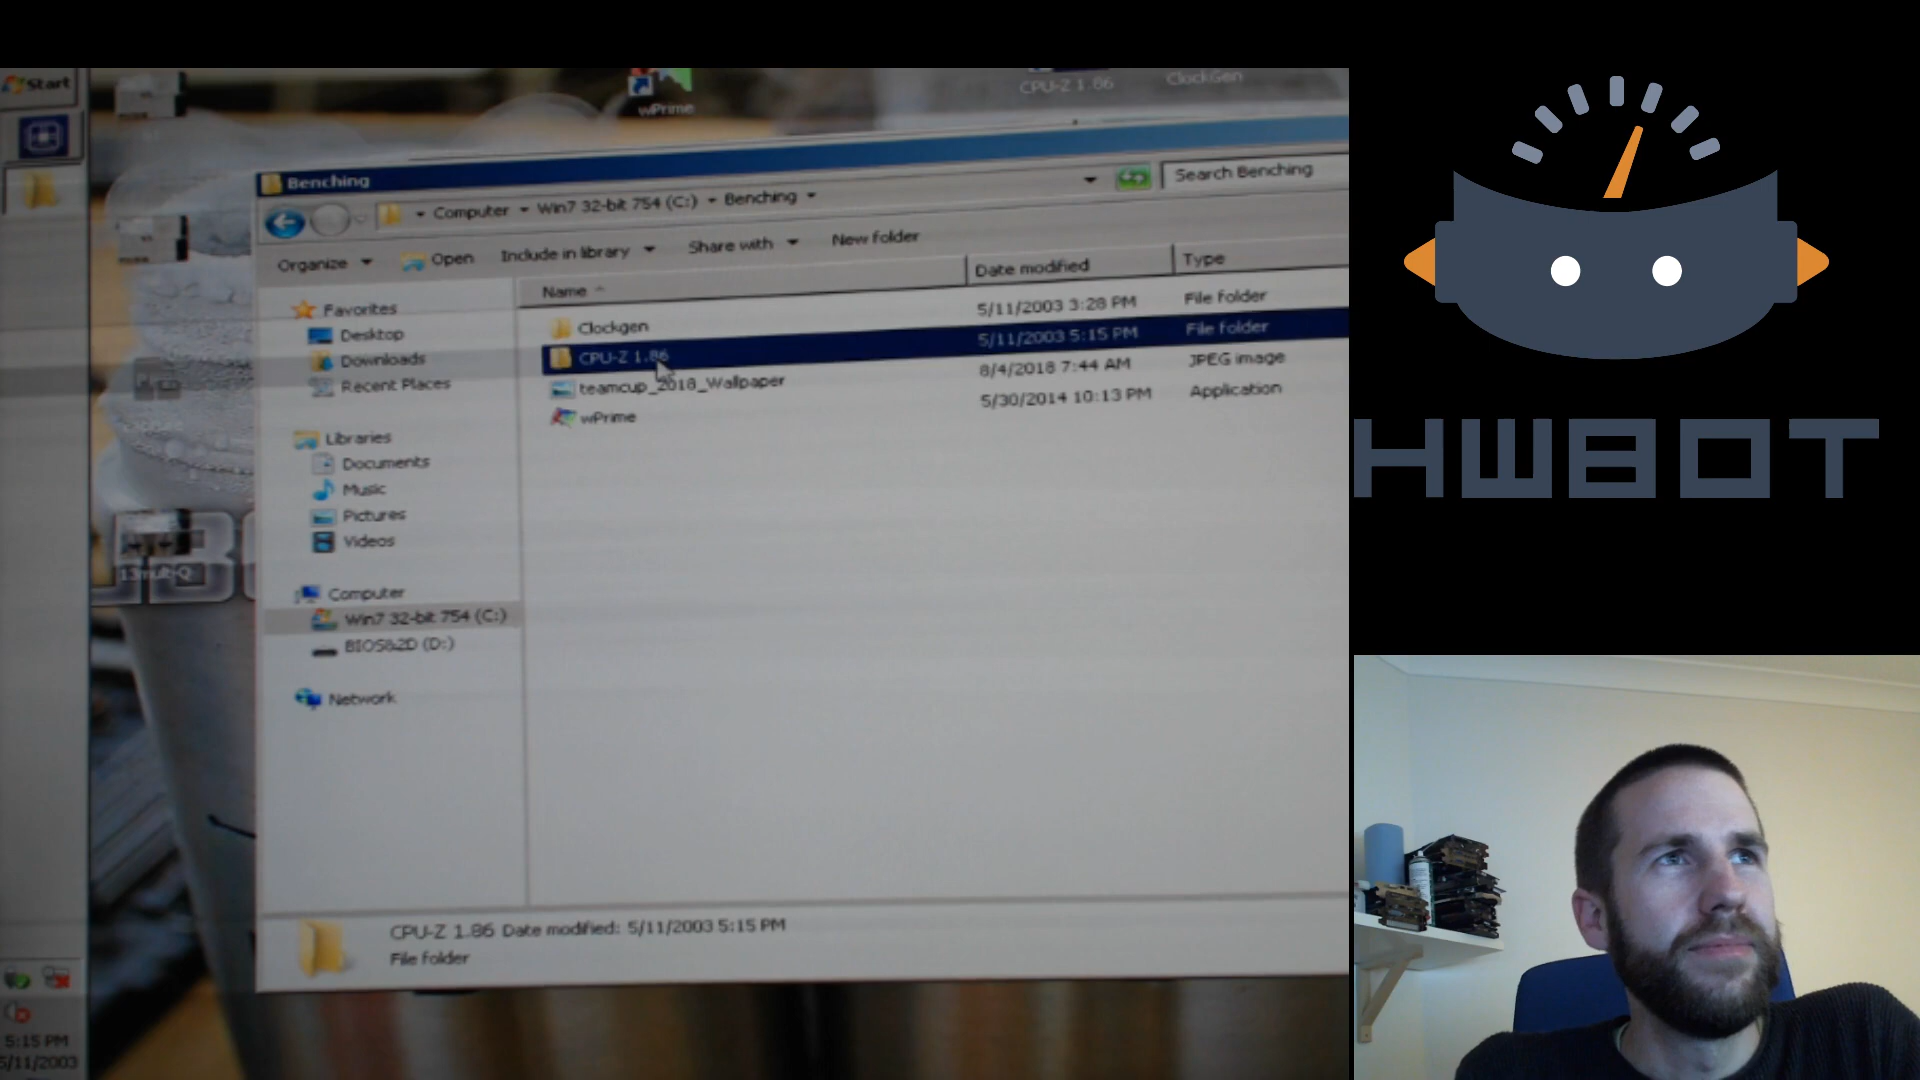 Start
wPrime
CPU-Z 1.86
ClockGen
Benching
Computer
Win7 32-bit 754 (C:)
Benching
Search Benching
Organize
Open
Include in library
Share with
New folder
Name
Date modified
Type
Favorites
Desktop
Downloads
Recent Places
Libraries
Documents
Music
Pictures
Videos
Computer
Win7 32-bit 754 (C:)
BIOS&2D (D:)
Network
Clockgen
5/11/2003 3:28 PM
File folder
CPU-Z 1.86
5/11/2003 5:15 PM
File folder
teamcup_2018_Wallpaper
8/4/2018 7:44 AM
JPEG image
wPrime
5/30/2014 10:13 PM
Application
CPU-Z 1.86 Date modified: 5/11/2003 5:15 PM
File folder
5:15 PM
5/11/2003
HWBOT